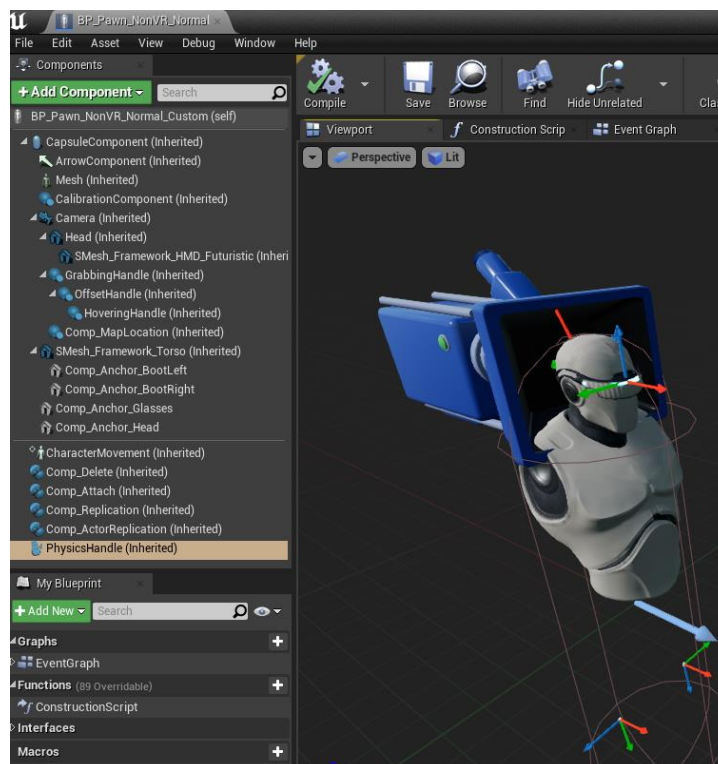 BP_Pawn_NonVR_Normal
File Edit Asset View Debug Window Help
Components
+Add Component Search
BP_Pawn_NonVR_Normal_Custom (self)
CapsuleComponent (Inherited)
ArrowComponent (Inherited)
Mesh (Inherited)
CalibrationComponent (Inherited)
Camera (Inherited)
Head (Inherited)
SMesh_Framework_HMD_Futuristic (Inheri
GrabbingHandle (Inherited)
OffsetHandle (Inherited)
HoveringHandle (Inherited)
Comp_MapLocation (Inherited)
SMesh_Framework_Torso (Inherited)
Comp_Anchor_BootLeft
Comp_Anchor_BootRight
Comp_Anchor_Glasses
Comp_Anchor_Head
CharacterMovement (Inherited)
Comp_Delete (Inherited)
Comp_Attach (Inherited)
Comp_Replication (Inherited)
Comp_ActorReplication (Inherited)
PhysicsHandle (Inherited)
My Blueprint
+Add New Search
Graphs
EventGraph
Functions (89 Overridable)
ConstructionScript
Interfaces
Macros
Compile Save Browse Find Hide Unrelated Cla
Viewport Construction Scrip Event Graph
Perspective Lit